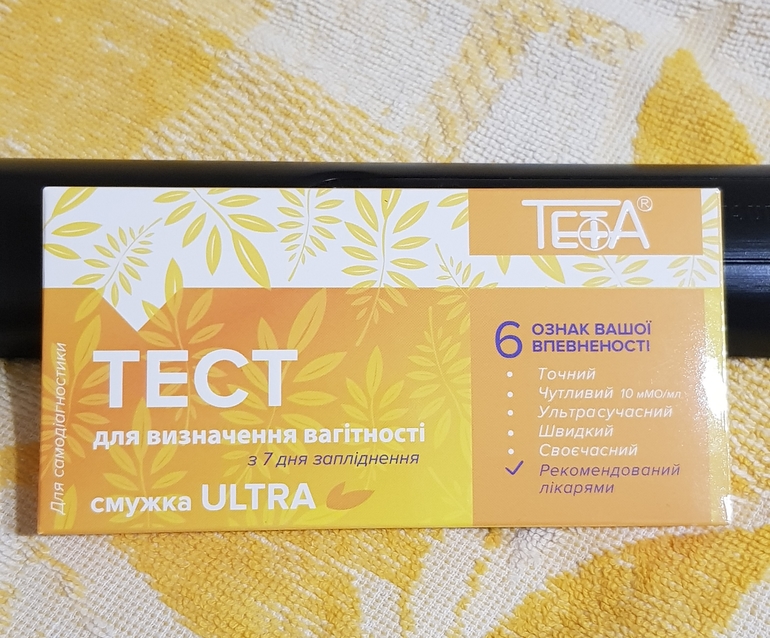 ТЕТА®
Для самодіагностики
ТЕСТ
для визначення вагітності
з 7 дня запліднення
смужка ULTRA
6 ОЗНАК ВАШОЇ
ВПЕВНЕНОСТІ
• Точний
• Чутливий 10 мМО/мл
• Ультрасучасний
• Швидкий
• Своєчасний
✓ Рекомендований
лікарями